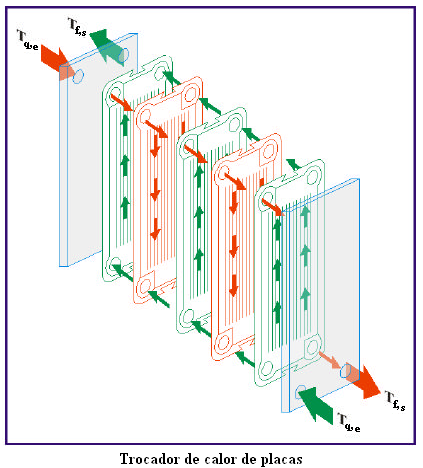 Tf,s
Tq,e
Tf,s
Tq,e
Trocador de calor de placas